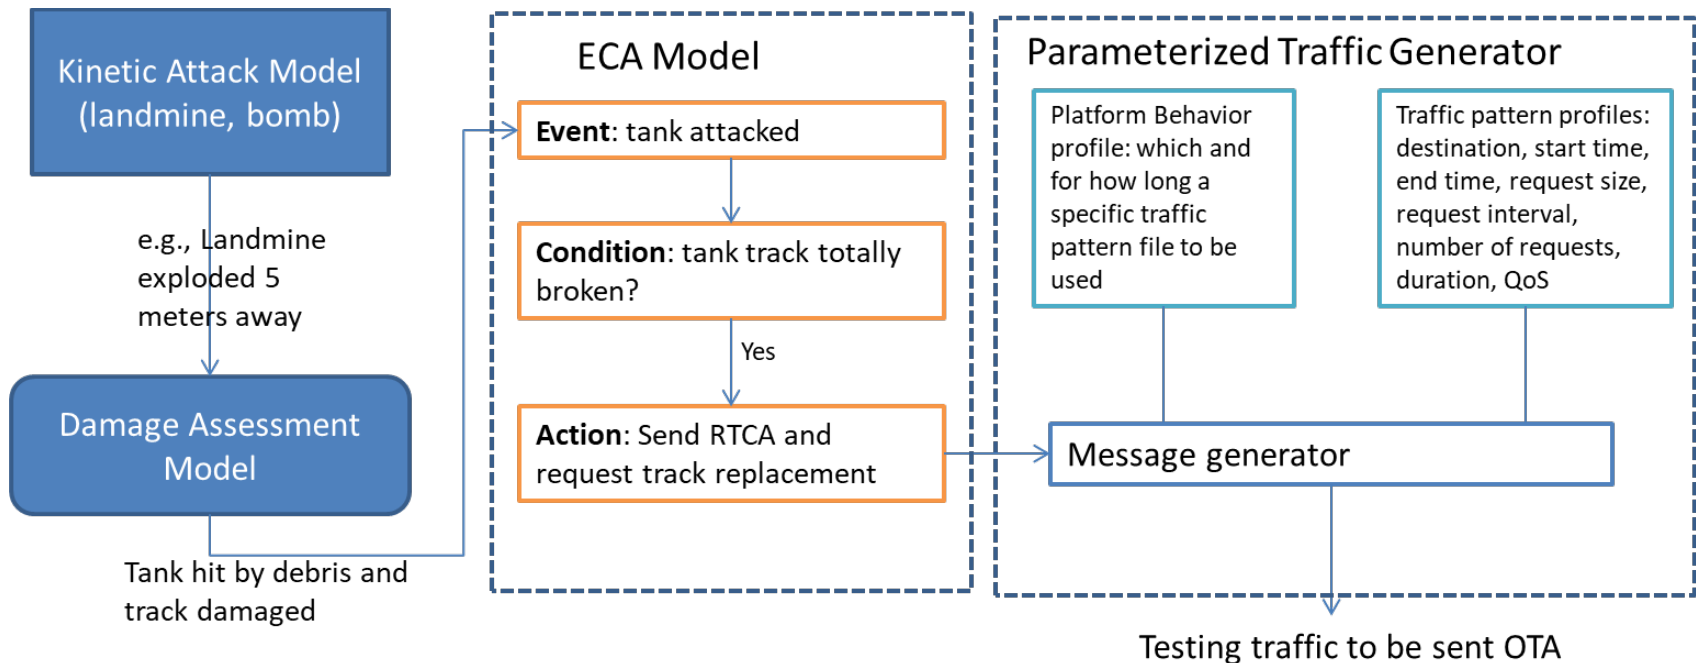 Kinetic Attack Model
(landmine, bomb)
e.g., Landmine
exploded 5
meters away
Damage Assessment
Model
Tank hit by debris and
track damaged
ECA Model
Event: tank attacked
Condition: tank track totally
broken?
Yes
Action: Send RTCA and
request track replacement
Parameterized Traffic Generator
Platform Behavior
profile: which and
for how long a
specific traffic
pattern file to be
used
Traffic pattern profiles:
destination, start time,
end time, request size,
request interval,
number of requests,
duration, QoS
Message generator
Testing traffic to be sent OTA